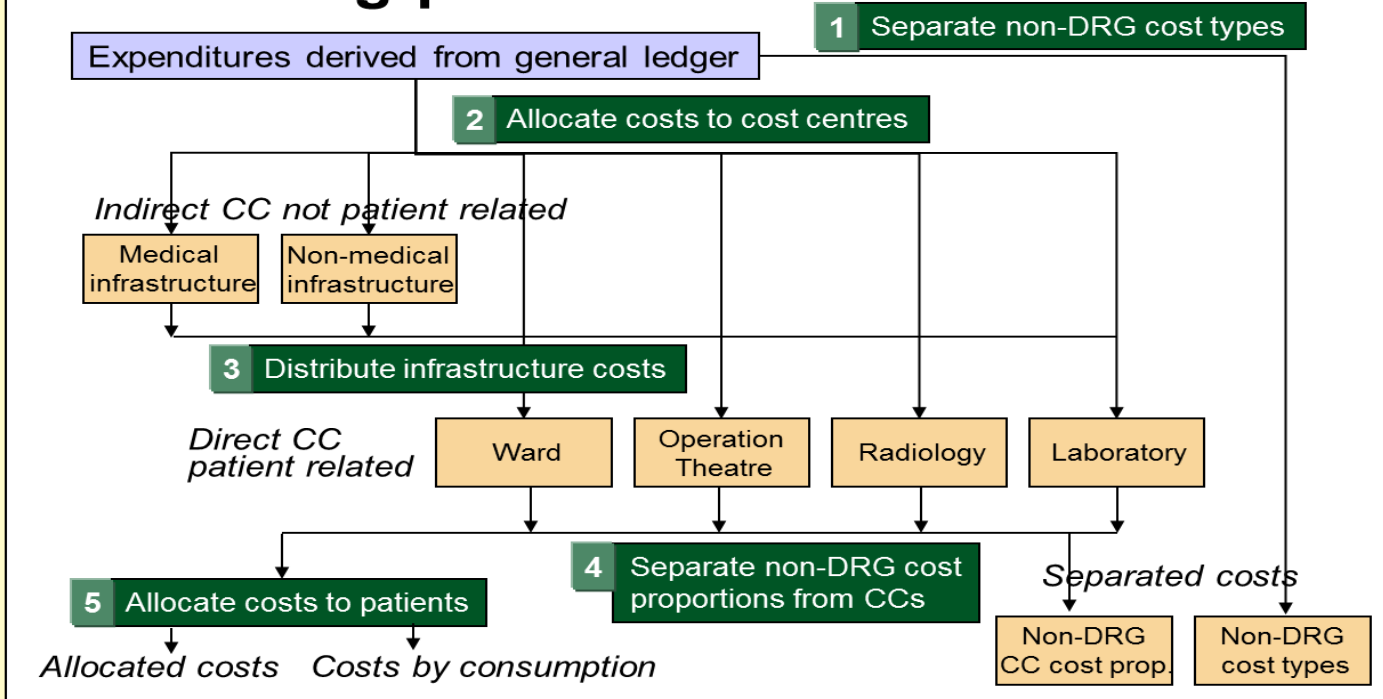 1 Separate non-DRG cost types
Expenditures derived from general ledger
2 Allocate costs to cost centres
Indirect CC not patient related
Medical
infrastructure
Non-medical
infrastructure
3 Distribute infrastructure costs
Direct CC
patient related
Ward
Operation
Theatre
Radiology
Laboratory
4 Separate non-DRG cost
proportions from CCs
Separated costs
5 Allocate costs to patients
Non-DRG
CC cost prop.
Non-DRG
cost types
Allocated costs
Costs by consumption